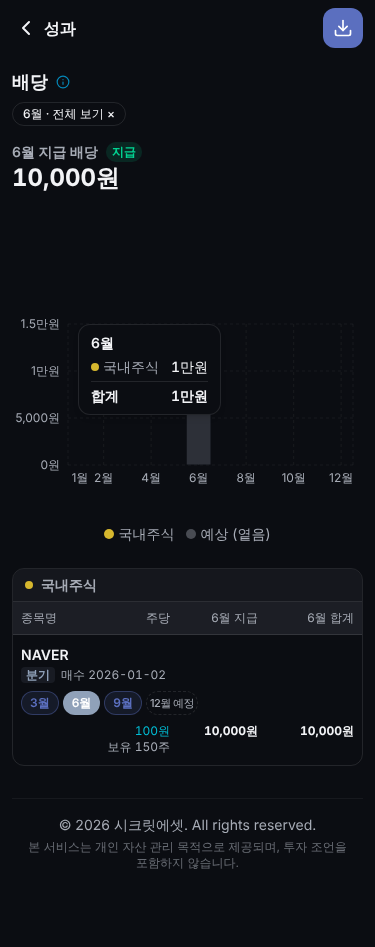 성과
배당
6월 · 전체 보기 ×
6월 지급 배당 지급
10,000원
1.5만원
1만원
5,000원
0원
6월
국내주식 1만원
합계 1만원
1월 2월 4월 6월 8월 10월 12월
국내주식 예상 (옅음)
국내주식
종목명 주당 6월 지급 6월 합계
NAVER
분기 매수 2026-01-02
3월 6월 9월 12월 예정
100원 10,000원 10,000원
보유 150주
© 2026 시크릿에셋. All rights reserved.
본 서비스는 개인 자산 관리 목적으로 제공되며, 투자 조언을
포함하지 않습니다.